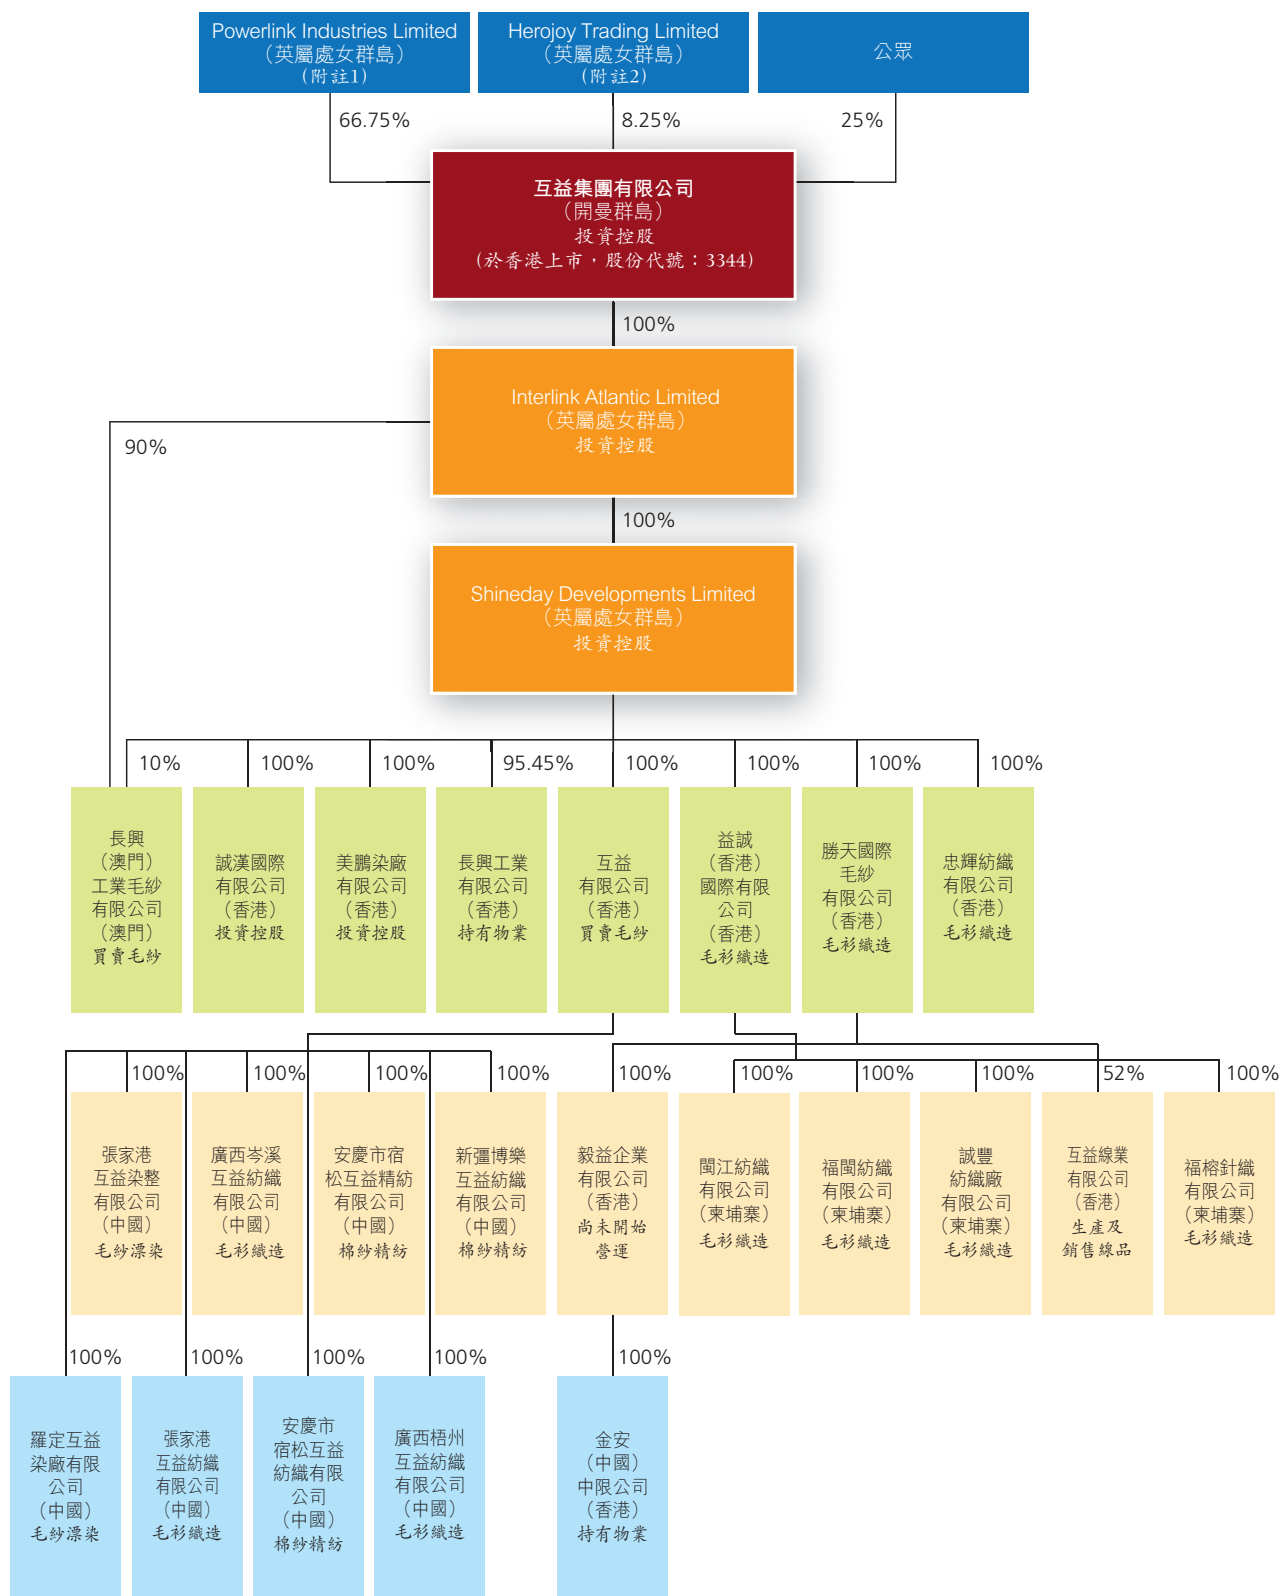 Powerlink Industries Limited
（英屬處女群島）
(附註1)
Herojoy Trading Limited
（英屬處女群島）
(附註2)
公眾
66.75%
8.25%
25%
互益集團有限公司
（開曼群島）
投資控股
(於香港上市，股份代號：3344)
100%
Interlink Atlantic Limited
（英屬處女群島）
投資控股
90%
100%
Shineday Developments Limited
（英屬處女群島）
投資控股
10%
100%
100%
95.45%
100%
100%
100%
100%
長興
（澳門）
工業毛紗
有限公司
（澳門）
買賣毛紗
誠漢國際
有限公司
（香港）
投資控股
美鵬染廠
有限公司
（香港）
投資控股
長興工業
有限公司
（香港）
持有物業
互益
有限公司
（香港）
買賣毛紗
益誠
（香港）
國際有限
公司
（香港）
毛衫織造
勝天國際
毛紗
有限公司
（香港）
毛衫織造
忠輝紡織
有限公司
（香港）
毛衫織造
100%
100%
100%
100%
100%
100%
100%
100%
52%
100%
張家港
互益染整
有限公司
（中國）
毛紗漂染
廣西岑溪
互益紡織
有限公司
（中國）
毛衫織造
安慶市宿
松互益精紡
有限公司
（中國）
棉紗精紡
新彊博樂
互益紡織
有限公司
（中國）
棉紗精紡
毅益企業
有限公司
（香港）
尚未開始
營運
閩江紡織
有限公司
（柬埔寨）
毛衫織造
福閩紡織
有限公司
（柬埔寨）
毛衫織造
誠豐
紡織廠
有限公司
（柬埔寨）
毛衫織造
互益線業
有限公司
（香港）
生產及
銷售線品
福榕針織
有限公司
（柬埔寨）
毛衫織造
100%
100%
100%
100%
100%
羅定互益
染廠有限
公司
（中國）
毛紗漂染
張家港
互益紡織
有限公司
（中國）
毛衫織造
安慶市
宿松互益
紡織有限
公司
（中國）
棉紗精紡
廣西梧州
互益紡織
有限公司
（中國）
毛衫織造
金安
（中國）
中限公司
（香港）
持有物業